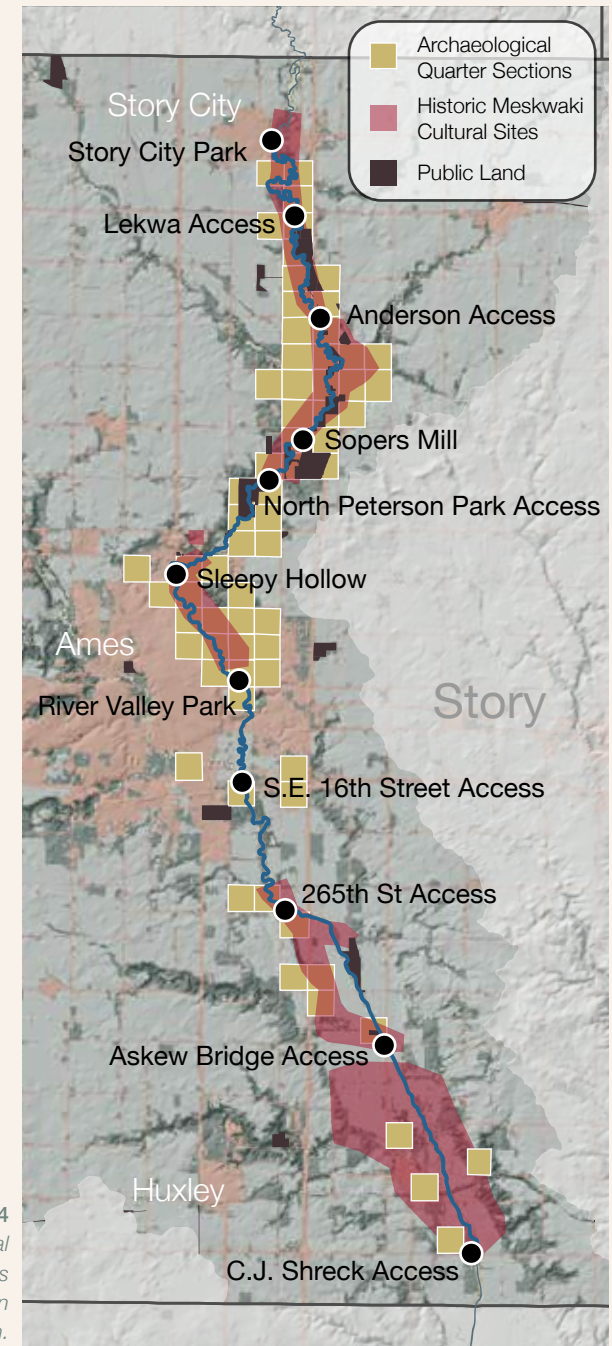 Archaeological
Quarter Sections
Historic Meskwaki
Cultural Sites
Public Land
Story City
Story City Park
Lekwa Access
Anderson Access
Sopers Mill
North Peterson Park Access
Sleepy Hollow
Ames
River Valley Park
Story
S.E. 16th Street Access
265th St Access
Askew Bridge Access
Huxley
C.J. Shreck Access
4
al
s
n